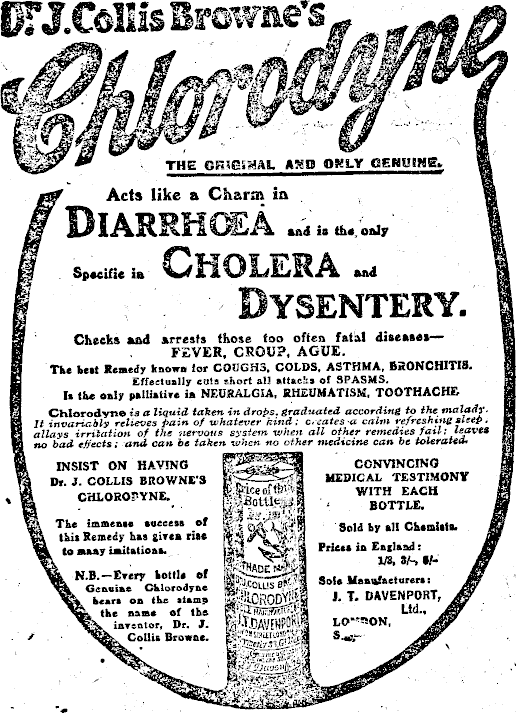 Dr. J. Collis Browne's
Chlorodyne
THE ORIGINAL AND ONLY GENUINE.
Acts like a Charm in
DIARRHŒA and is the only
Specific in CHOLERA and
DYSENTERY.
Checks and arrests those too often fatal diseases—
FEVER, CROUP, AGUE.
The best Remedy known for COUGHS, COLDS, ASTHMA, BRONCHITIS.
Effectually cuts short all attacks of SPASMS.
Is the only palliative in NEURALGIA, RHEUMATISM, TOOTHACHE.
Chlorodyne is a liquid taken in drops, graduated according to the malady.
It invariably relieves pain of whatever kind; creates a calm refreshing sleep,
allays irritation of the nervous system when all other remedies fail; leaves
no bad effects; and can be taken when no other medicine can be tolerated.
INSIST ON HAVING
Dr. J. COLLIS BROWNE'S
CHLORODYNE.
The immense success of
this Remedy has given rise
to many imitations.
N.B.—Every bottle of
Genuine Chlorodyne
bears on the stamp
the name of the
inventor, Dr. J.
Collis Browne.
Price of this
Bottle
TRADE
COLLIS
CHLORODYNE
J.T. DAVENPORT
CONVINCING
MEDICAL TESTIMONY
WITH EACH
BOTTLE.
Sold by all Chemists.
Prices in England:
1/3, 3/-, 5/-
Sole Manufacturers:
J. T. DAVENPORT,
Ltd.,
LONDON,